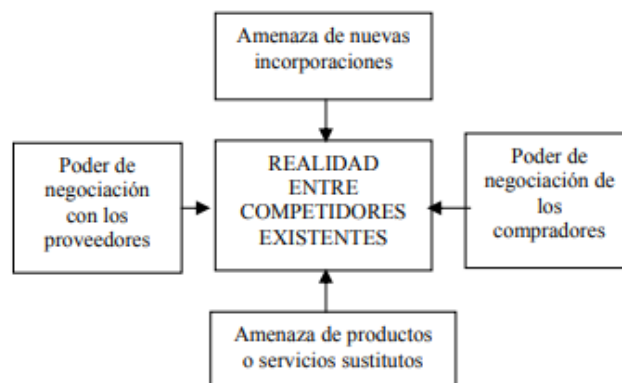 Amenaza de nuevas
incorporaciones
Poder de
negociación
con los
proveedores
REALIDAD
ENTRE
COMPETIDORES
EXISTENTES
Poder de
negociación de
los
compradores
Amenaza de productos
o servicios sustitutos